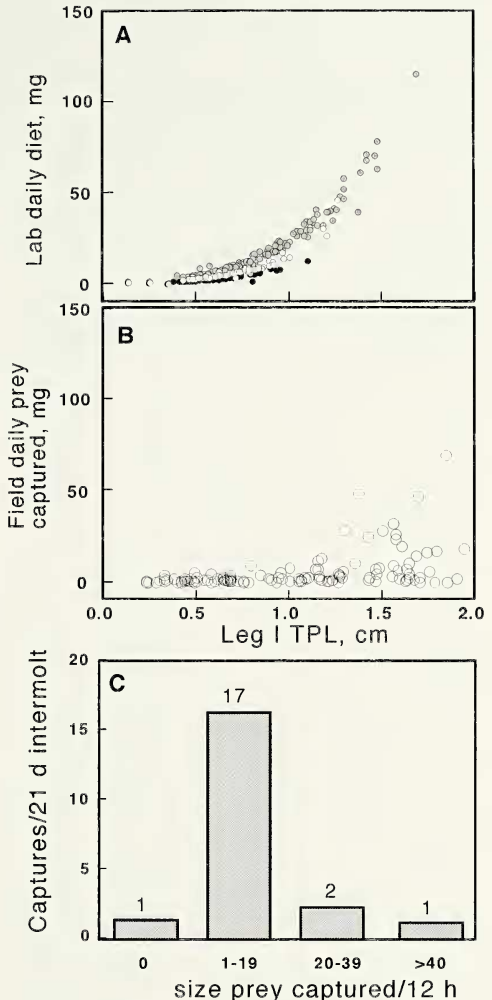 A
Lab daily diet, mg
150
100
50
0
B
Field daily prey
captured, mg
150
100
50
0
0.0 0.5 1.0 1.5 2.0
Leg I TPL, cm
C
Captures/21 d intermolt
20
15
10
5
0
1
17
2
1
0 1-19 20-39 >40
size prey captured/12 h